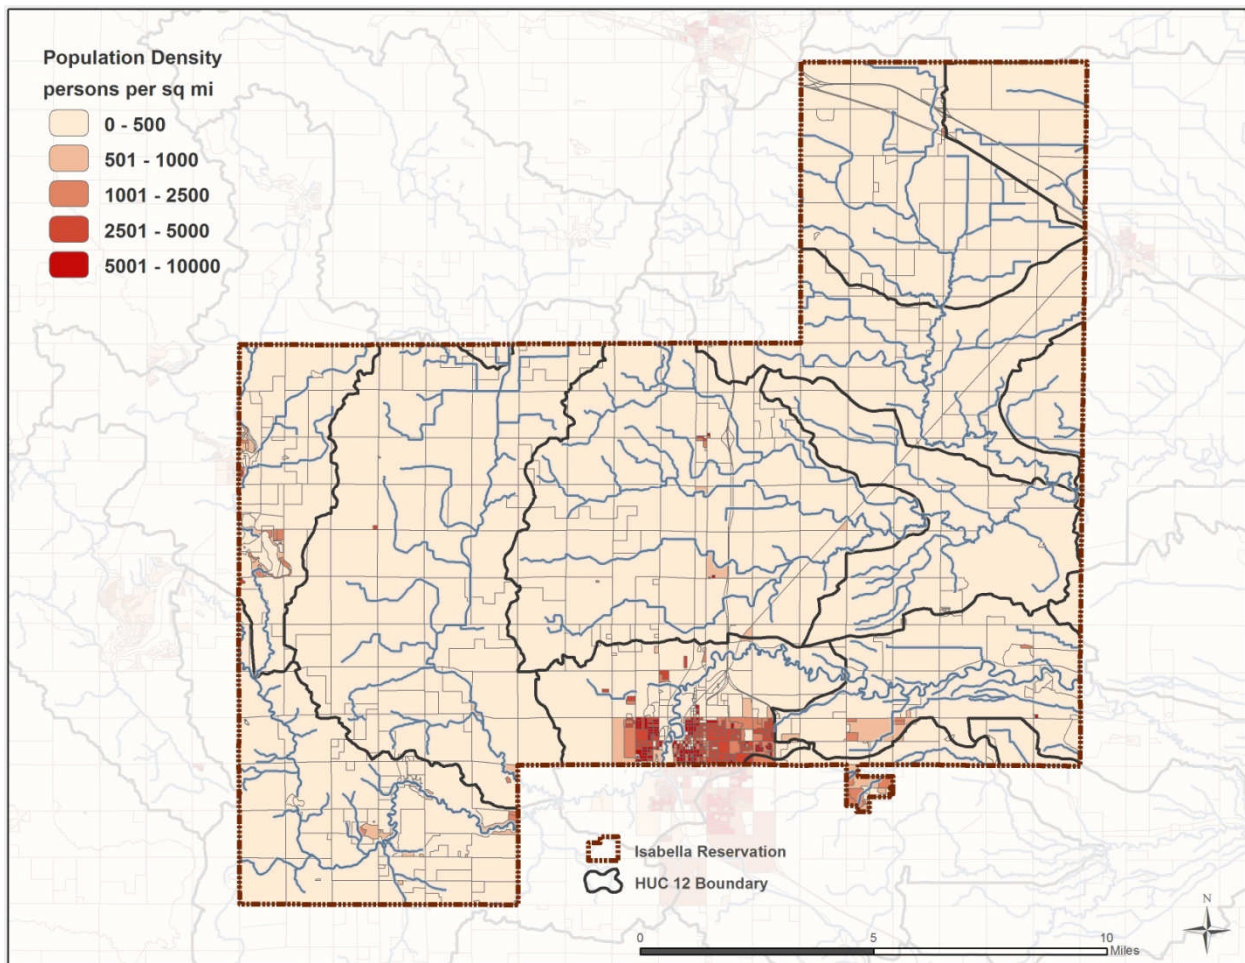 Population Density
persons per sq mi
0 - 500
501 - 1000
1001 - 2500
2501 - 5000
5001 - 10000
Isabella Reservation
HUC 12 Boundary
N
0 5 10
Miles